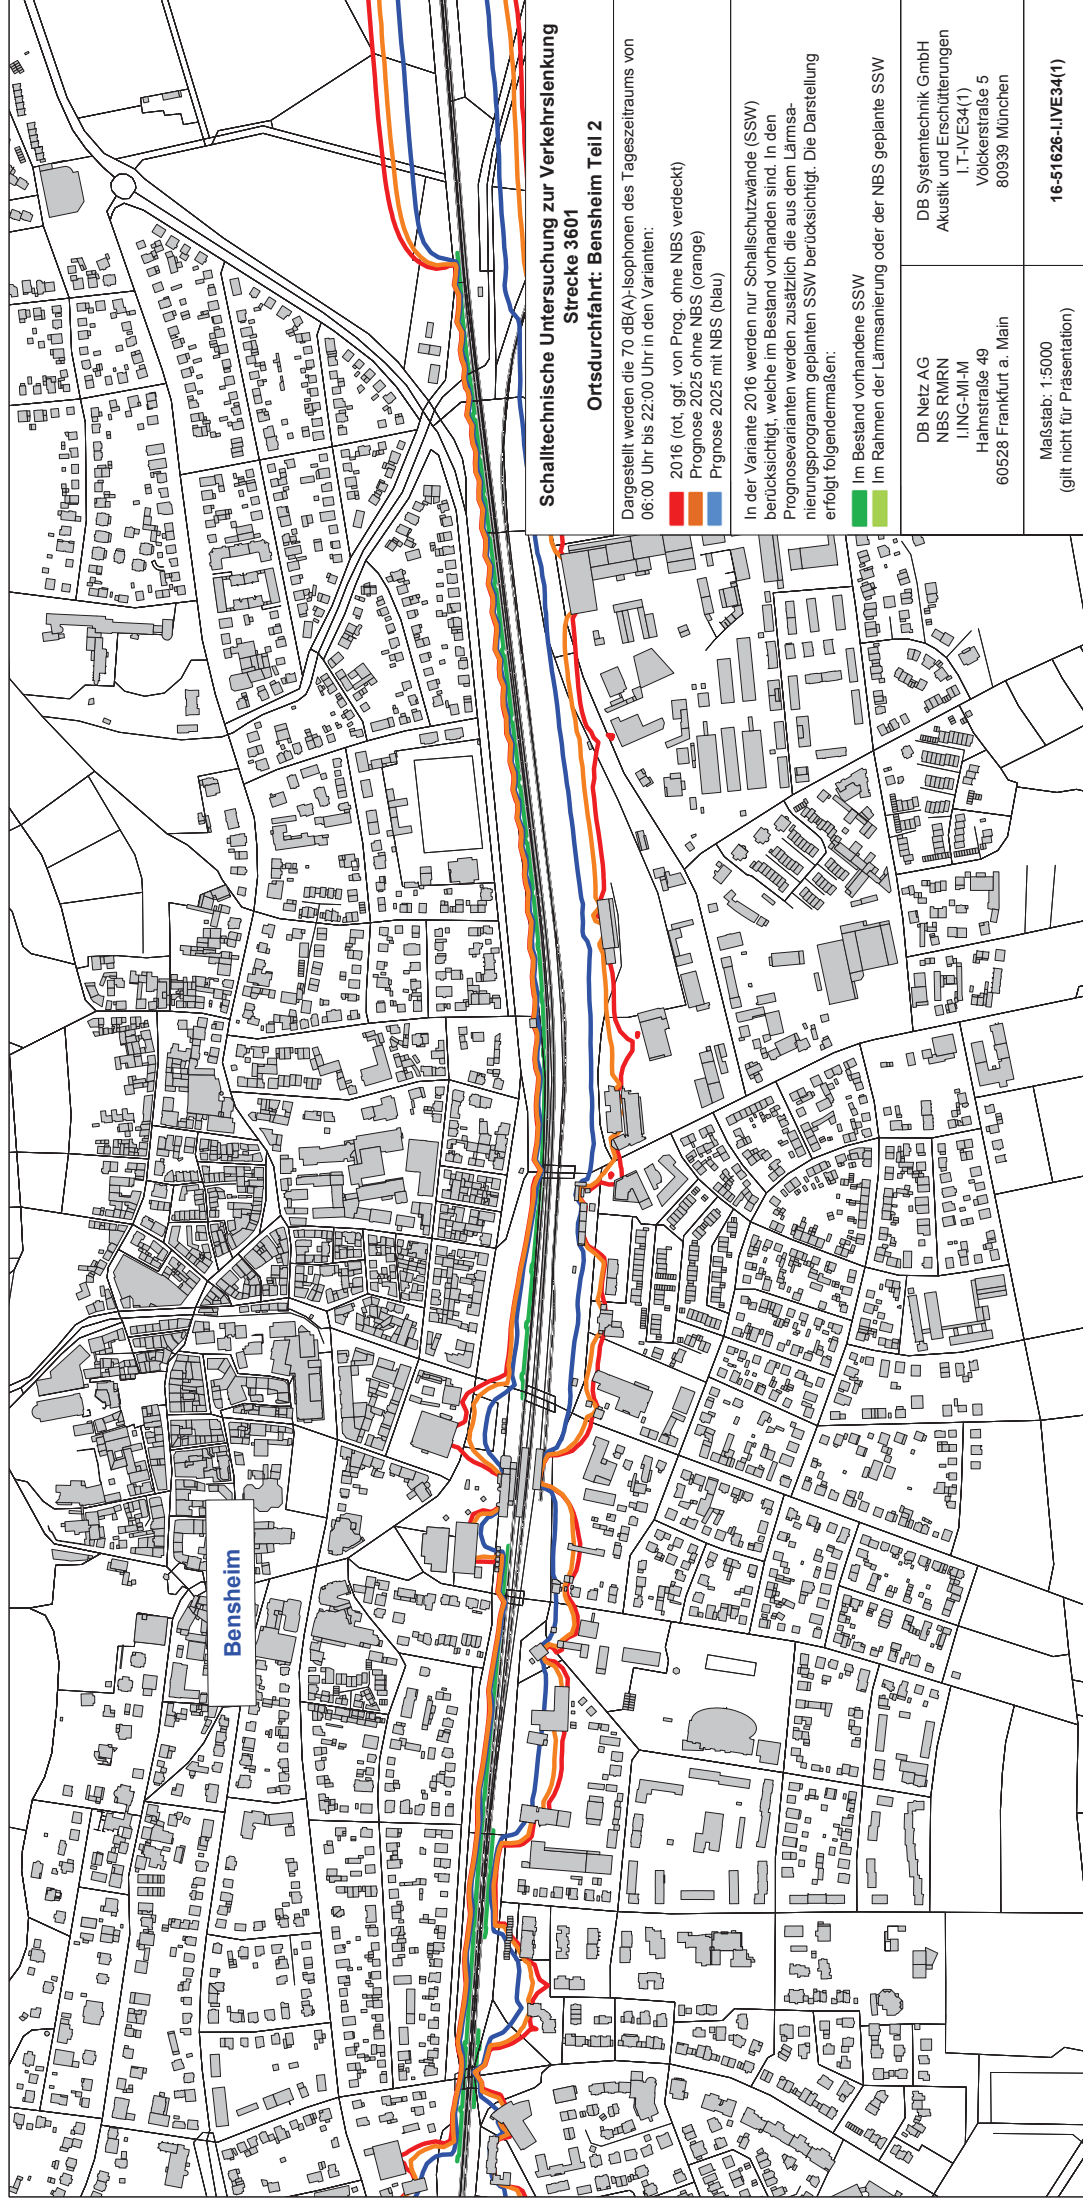 Bensheim
Schalltechnische Untersuchung zur Verkehrslenkung
Strecke 3601
Ortsdurchfahrt: Bensheim Teil 2
Dargestellt werden die 70 dB(A)-Isophonen des Tageszeitraums von
06:00 Uhr bis 22:00 Uhr in den Varianten:
2016 (rot, ggf. von Prog. ohne NBS verdeckt)
Prognose 2025 ohne NBS (orange)
Prgnose 2025 mit NBS (blau)
In der Variante 2016 werden nur Schallschutzwände (SSW)
berücksichtigt, welche im Bestand vorhanden sind. In den
Prognosevarianten werden zusätzlich die aus dem Lärmsa-
nierungsprogramm geplanten SSW berücksichtigt. Die Darstellung
erfolgt folgendermaßen:
Im Bestand vorhandene SSW
Im Rahmen der Lärmsanierung oder der NBS geplante SSW
DB Netz AG
NBS RMRN
I.ING-MI-M
Hahnstraße 49
60528 Frankfurt a. Main
DB Systemtechnik GmbH
Akustik und Erschütterungen
I.T-IVE34(1)
Völckerstraße 5
80939 München
Maßstab: 1:5000
(gilt nicht für Präsentation)
16-51626-I.IVE34(1)